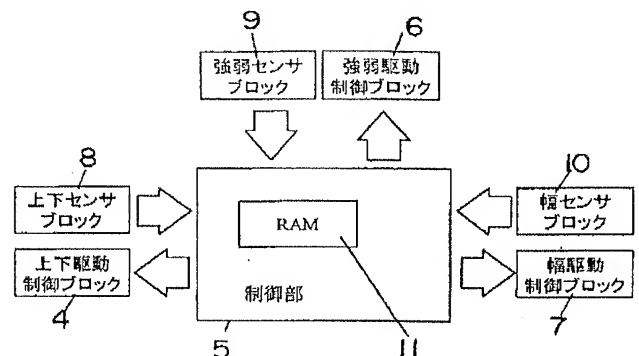 9
6
強弱センサ
ブロック
強弱駆動
制御ブロック
8
10
上下センサ
ブロック
幅センサ
ブロック
RAM
上下駆動
制御ブロック
幅駆動
制御ブロック
制御部
4
7
5
11